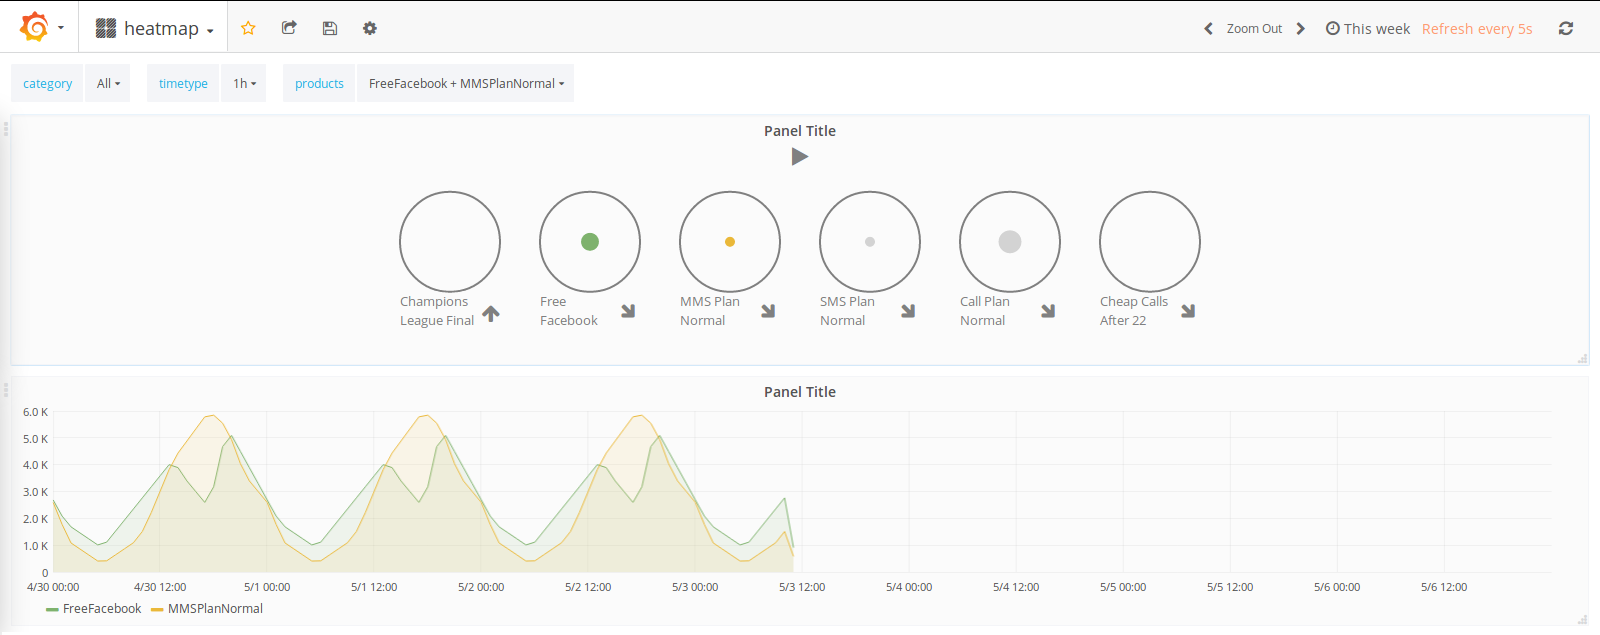 heatmap
Zoom Out
This week Refresh every 5s
category All timetype 1h products FreeFacebook + MMSPlanNormal
Panel Title
Champions League Final
Free Facebook
MMS Plan Normal
SMS Plan Normal
Call Plan Normal
Cheap Calls After 22
Panel Title
6.0 K
5.0 K
4.0 K
3.0 K
2.0 K
1.0 K
0
4/30 00:00 4/30 12:00 5/1 00:00 5/1 12:00 5/2 00:00 5/2 12:00 5/3 00:00 5/3 12:00 5/4 00:00 5/4 12:00 5/5 00:00 5/5 12:00 5/6 00:00 5/6 12:00
FreeFacebook MMSPlanNormal